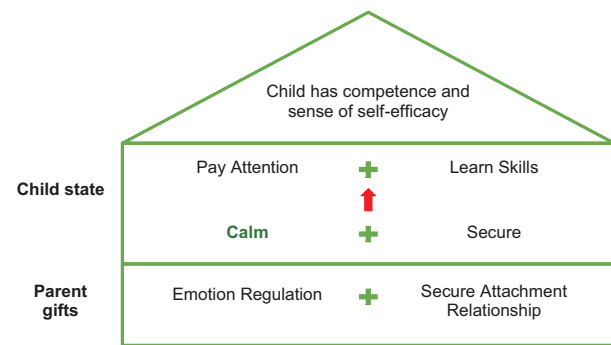 Child has competence and
sense of self-efficacy
Child state
Pay Attention
Learn Skills
Calm
Secure
Parent
gifts
Emotion Regulation
Secure Attachment
Relationship